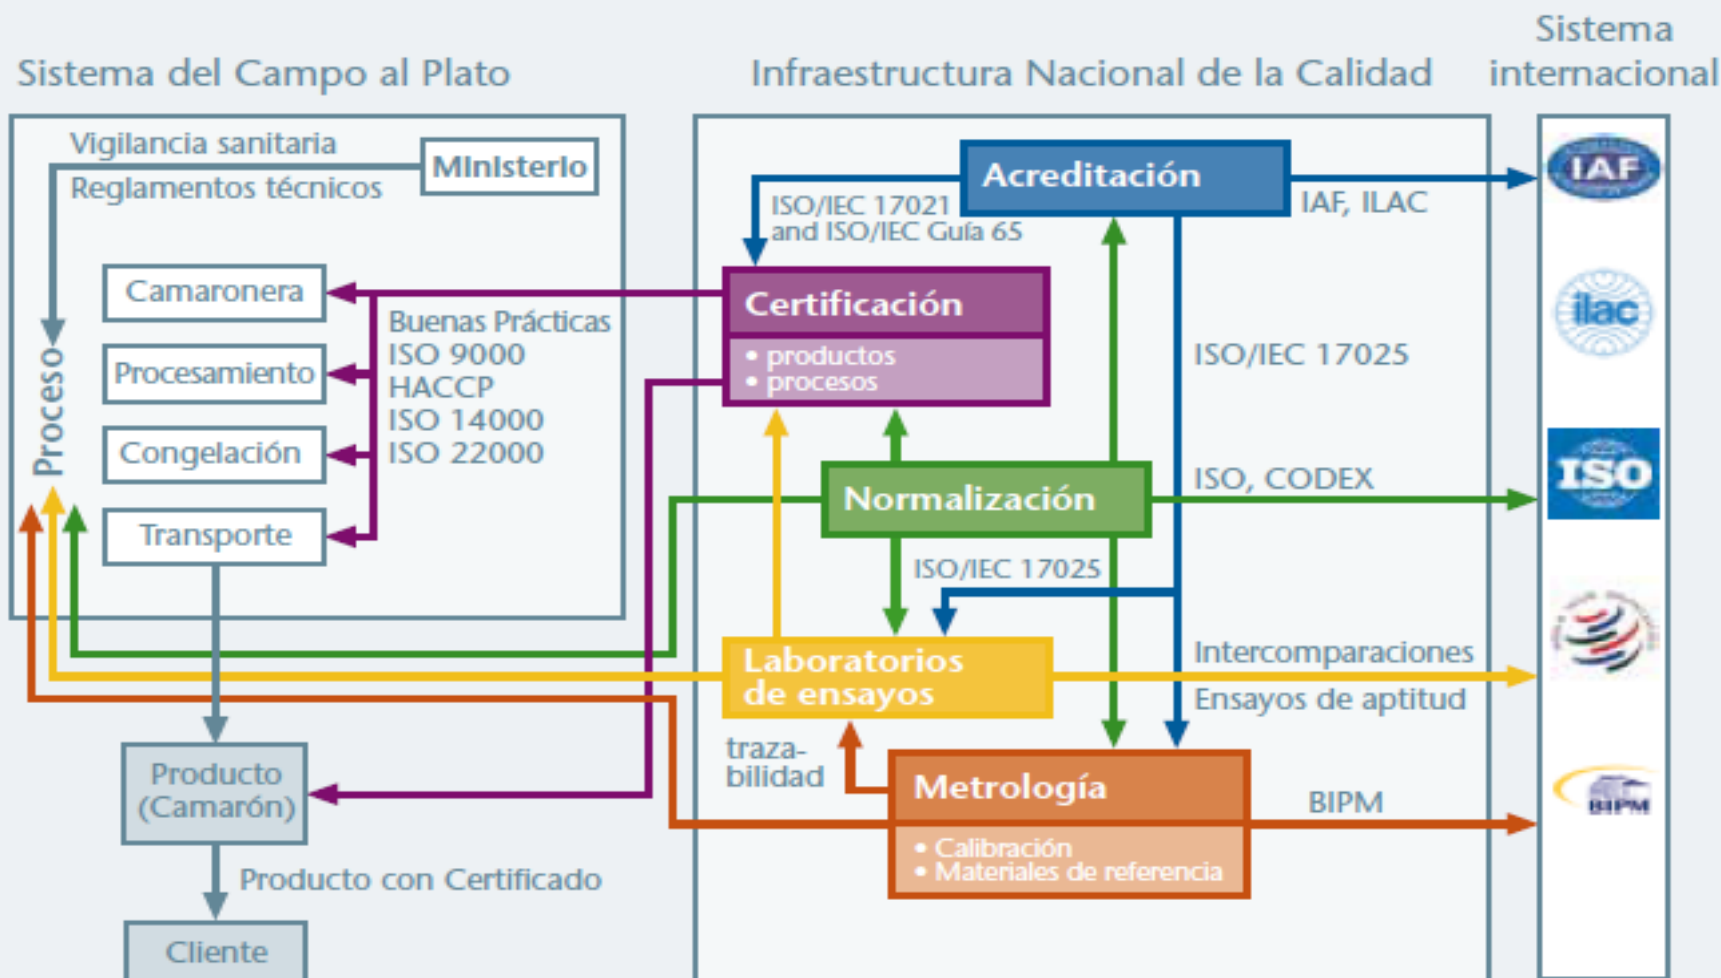 Sistema del Campo al Plato
Infraestructura Nacional de la Calidad
Sistema
internacional
Vigilancia sanitaria
Reglamentos técnicos
Ministerio
Camaronera
Procesamiento
Congelación
Transporte
Proceso
Buenas Prácticas
ISO 9000
HACCP
ISO 14000
ISO 22000
Producto
(Camarón)
Producto con Certificado
Cliente
Acreditación
ISO/IEC 17021
and ISO/IEC Guía 65
IAF, ILAC
Certificación
• productos
• procesos
ISO/IEC 17025
Normalización
ISO, CODEX
ISO/IEC 17025
Laboratorios
de ensayos
Intercomparaciones
Ensayos de aptitud
traza-
bilidad
Metrología
• Calibración
• Materiales de referencia
BIPM
IAF
ilac
ISO
BIPM